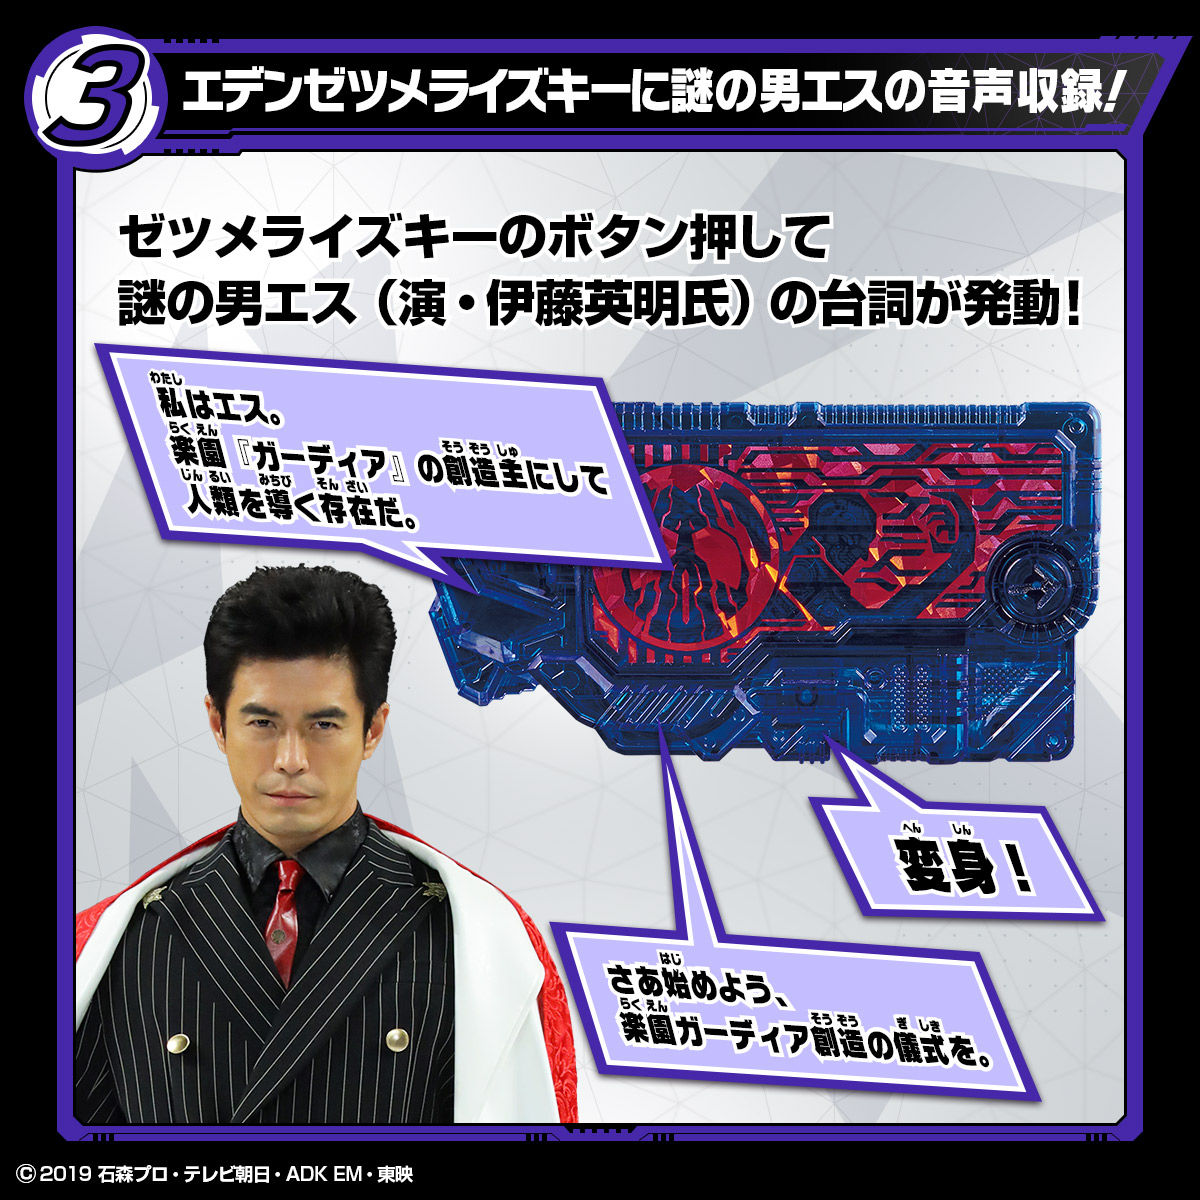 3
エデンゼツメライズキーに謎の男エスの音声収録！
ゼツメライズキーのボタン押して
謎の男エス（演・伊藤英明氏）の台詞が発動！
わたし
私はエス。
らくえん そうぞうしゅ
楽園『ガーディア』の創造主にして
じんるい みちび そんざい
人類を導く存在だ。
へんしん
変身！
はじ
さあ始めよう、
らくえん そうぞう ぎしき
楽園ガーディア創造の儀式を。
© 2019 石森プロ・テレビ朝日・ADK EM・東映